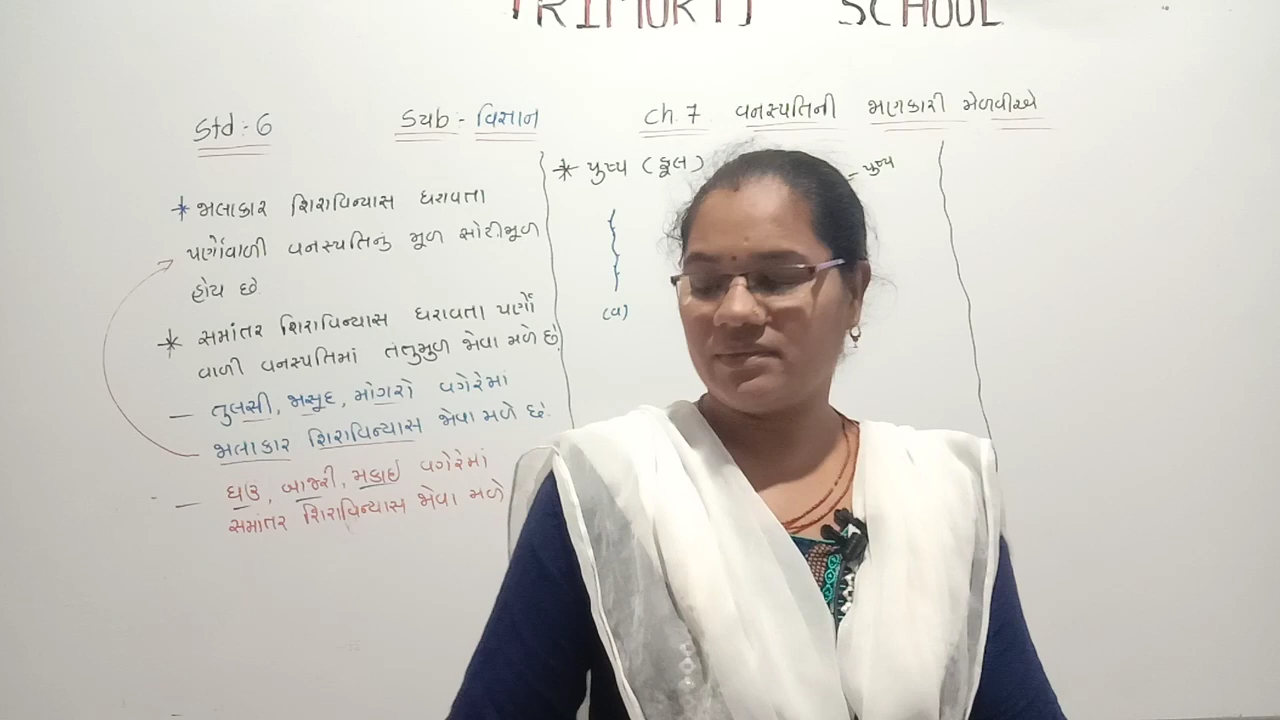 TRIMURTI SCHOOL
Std:- 6 Sub:- વિજ્ઞાન Ch. 7 વનસ્પતિની જાણકારી મેળવીએ
* જાલાકાર શિરાવિન્યાસ ધરાવતા
પર્ણોવાળી વનસ્પતિનું મૂળ સોટીમૂળ
હોય છે.
* સમાંતર શિરાવિન્યાસ ધરાવતા પર્ણો
વાળી વનસ્પતિમાં તંતુમુળ જોવા મળે છે.
– તુલસી, જાસૂદ, મોગરો વગેરેમાં
જાલાકાર શિરાવિન્યાસ જોવા મળે છે.
– ઘઉં, બાજરી, મકાઇ વગેરેમાં
સમાંતર શિરાવિન્યાસ જોવા મળે
* પુષ્પ (ફૂલ)
– પુષ્પ
(વ)